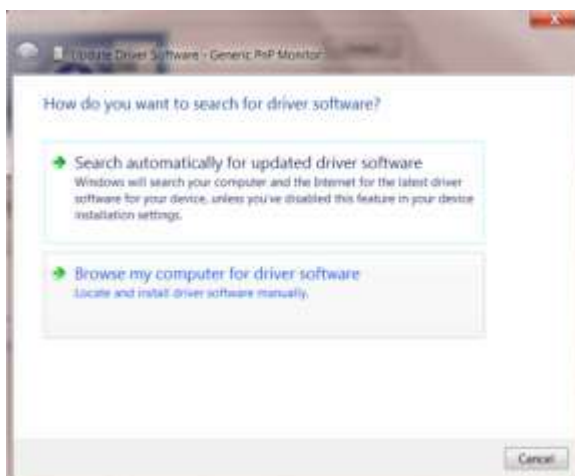 Update Driver Software - Generic PnP Monitor
How do you want to search for driver software?
Search automatically for updated driver software
Windows will search your computer and the Internet for the latest driver
software for your device, unless you've disabled this feature in your device
installation settings.
Browse my computer for driver software
Locate and install driver software manually.
Cancel